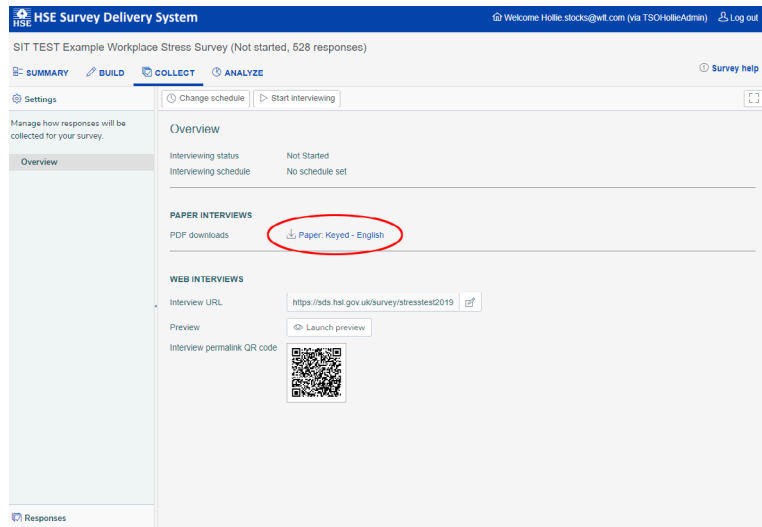 HSE HSE Survey Delivery System
Welcome Hollie.stocks@wlt.com (via TSOHollieAdmin) Log out
SIT TEST Example Workplace Stress Survey (Not started, 528 responses)
SUMMARY BUILD COLLECT ANALYZE Survey help
Settings
Change schedule Start interviewing
Manage how responses will be
collected for your survey.
Overview
Overview
Interviewing status Not Started
Interviewing schedule No schedule set
PAPER INTERVIEWS
PDF downloads Paper: Keyed - English
WEB INTERVIEWS
Interview URL https://sds.hsl.gov.uk/survey/stresstest2019
Preview Launch preview
Interview permalink QR code
Responses